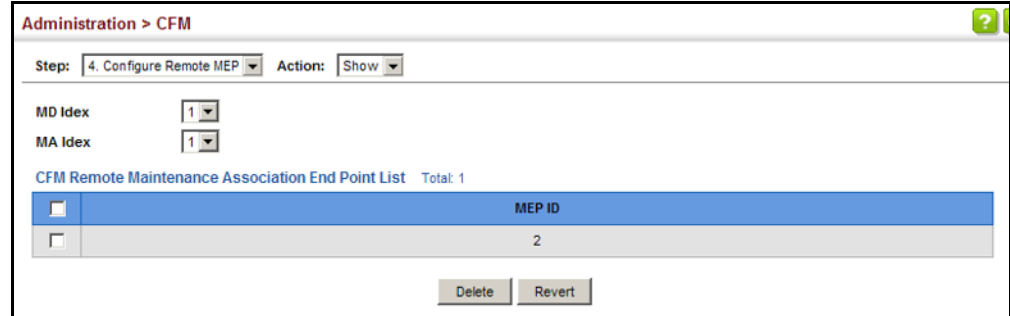 Administration > CFM
?
Step: 4. Configure Remote MEP Action: Show
MD Idex 1
MA Idex 1
CFM Remote Maintenance Association End Point List Total: 1
MEP ID
2
Delete Revert